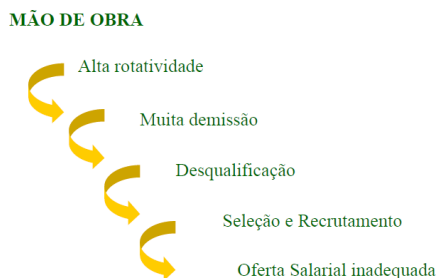 MÃO DE OBRA
Alta rotatividade
Muita demissão
Desqualificação
Seleção e Recrutamento
Oferta Salarial inadequada